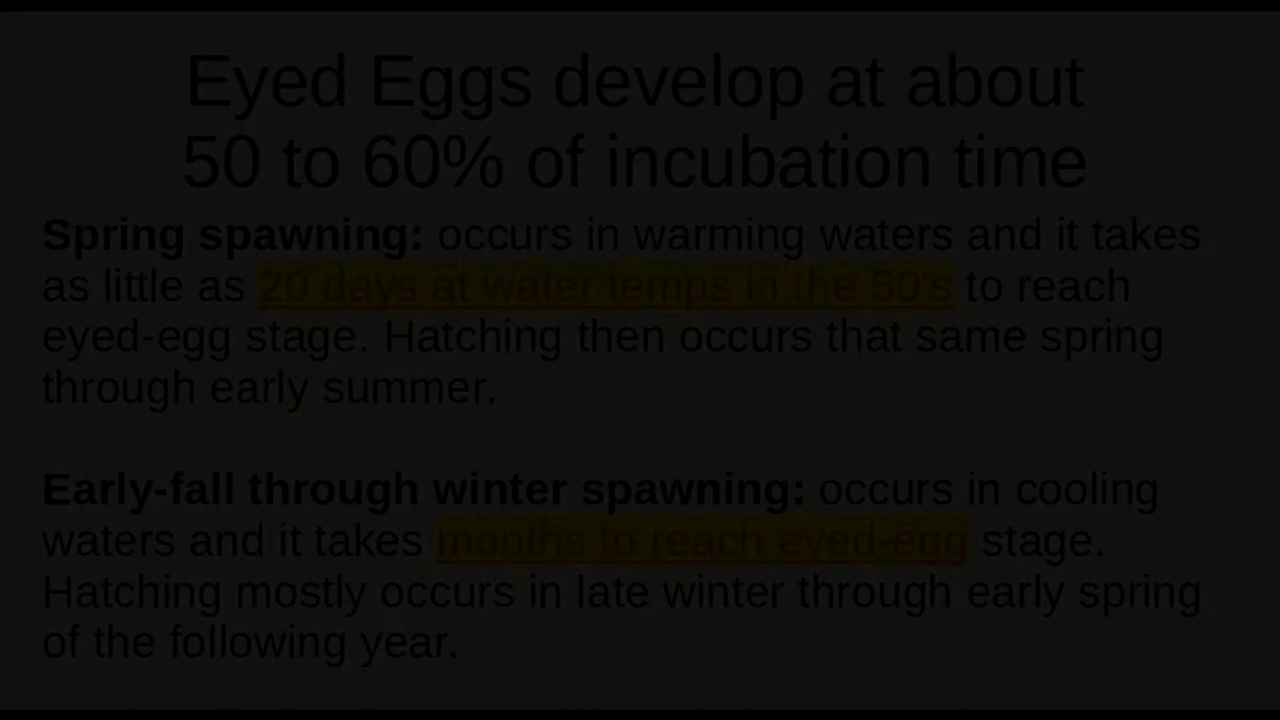 Eyed Eggs develop at about
50 to 60% of incubation time
Spring spawning: occurs in warming waters and it takes
as little as 20 days at water temps in the 50's to reach
eyed-egg stage. Hatching then occurs that same spring
through early summer.
Early-fall through winter spawning: occurs in cooling
waters and it takes months to reach eyed-egg stage.
Hatching mostly occurs in late winter through early spring
of the following year.